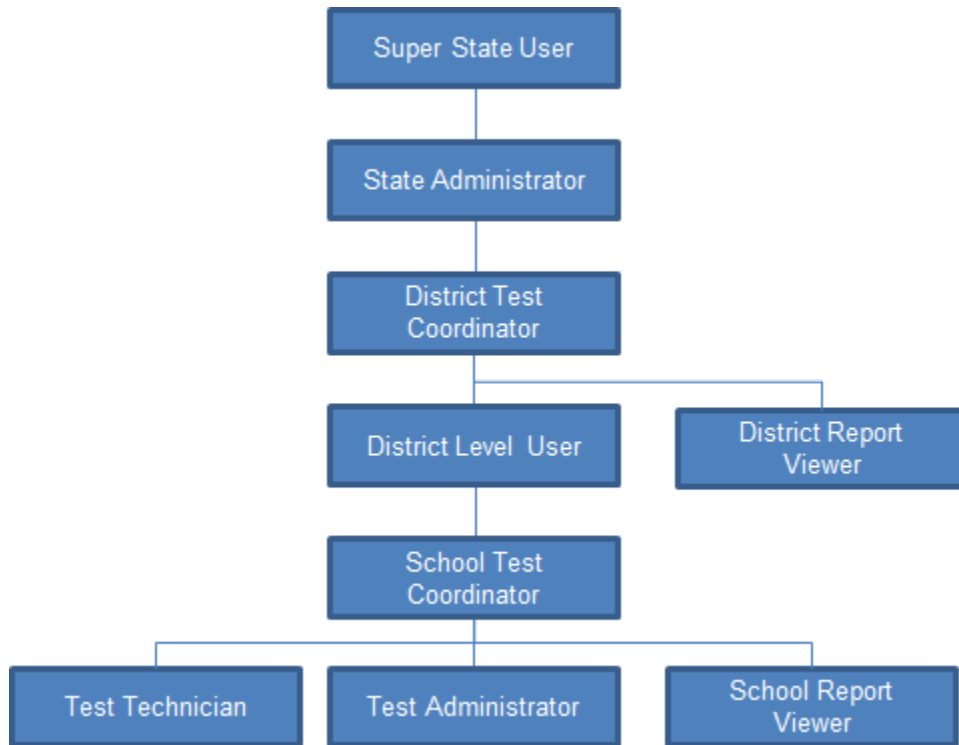 Super State User
State Administrator
District Test
Coordinator
District Level User
District Report
Viewer
School Test
Coordinator
Test Technician
Test Administrator
School Report
Viewer